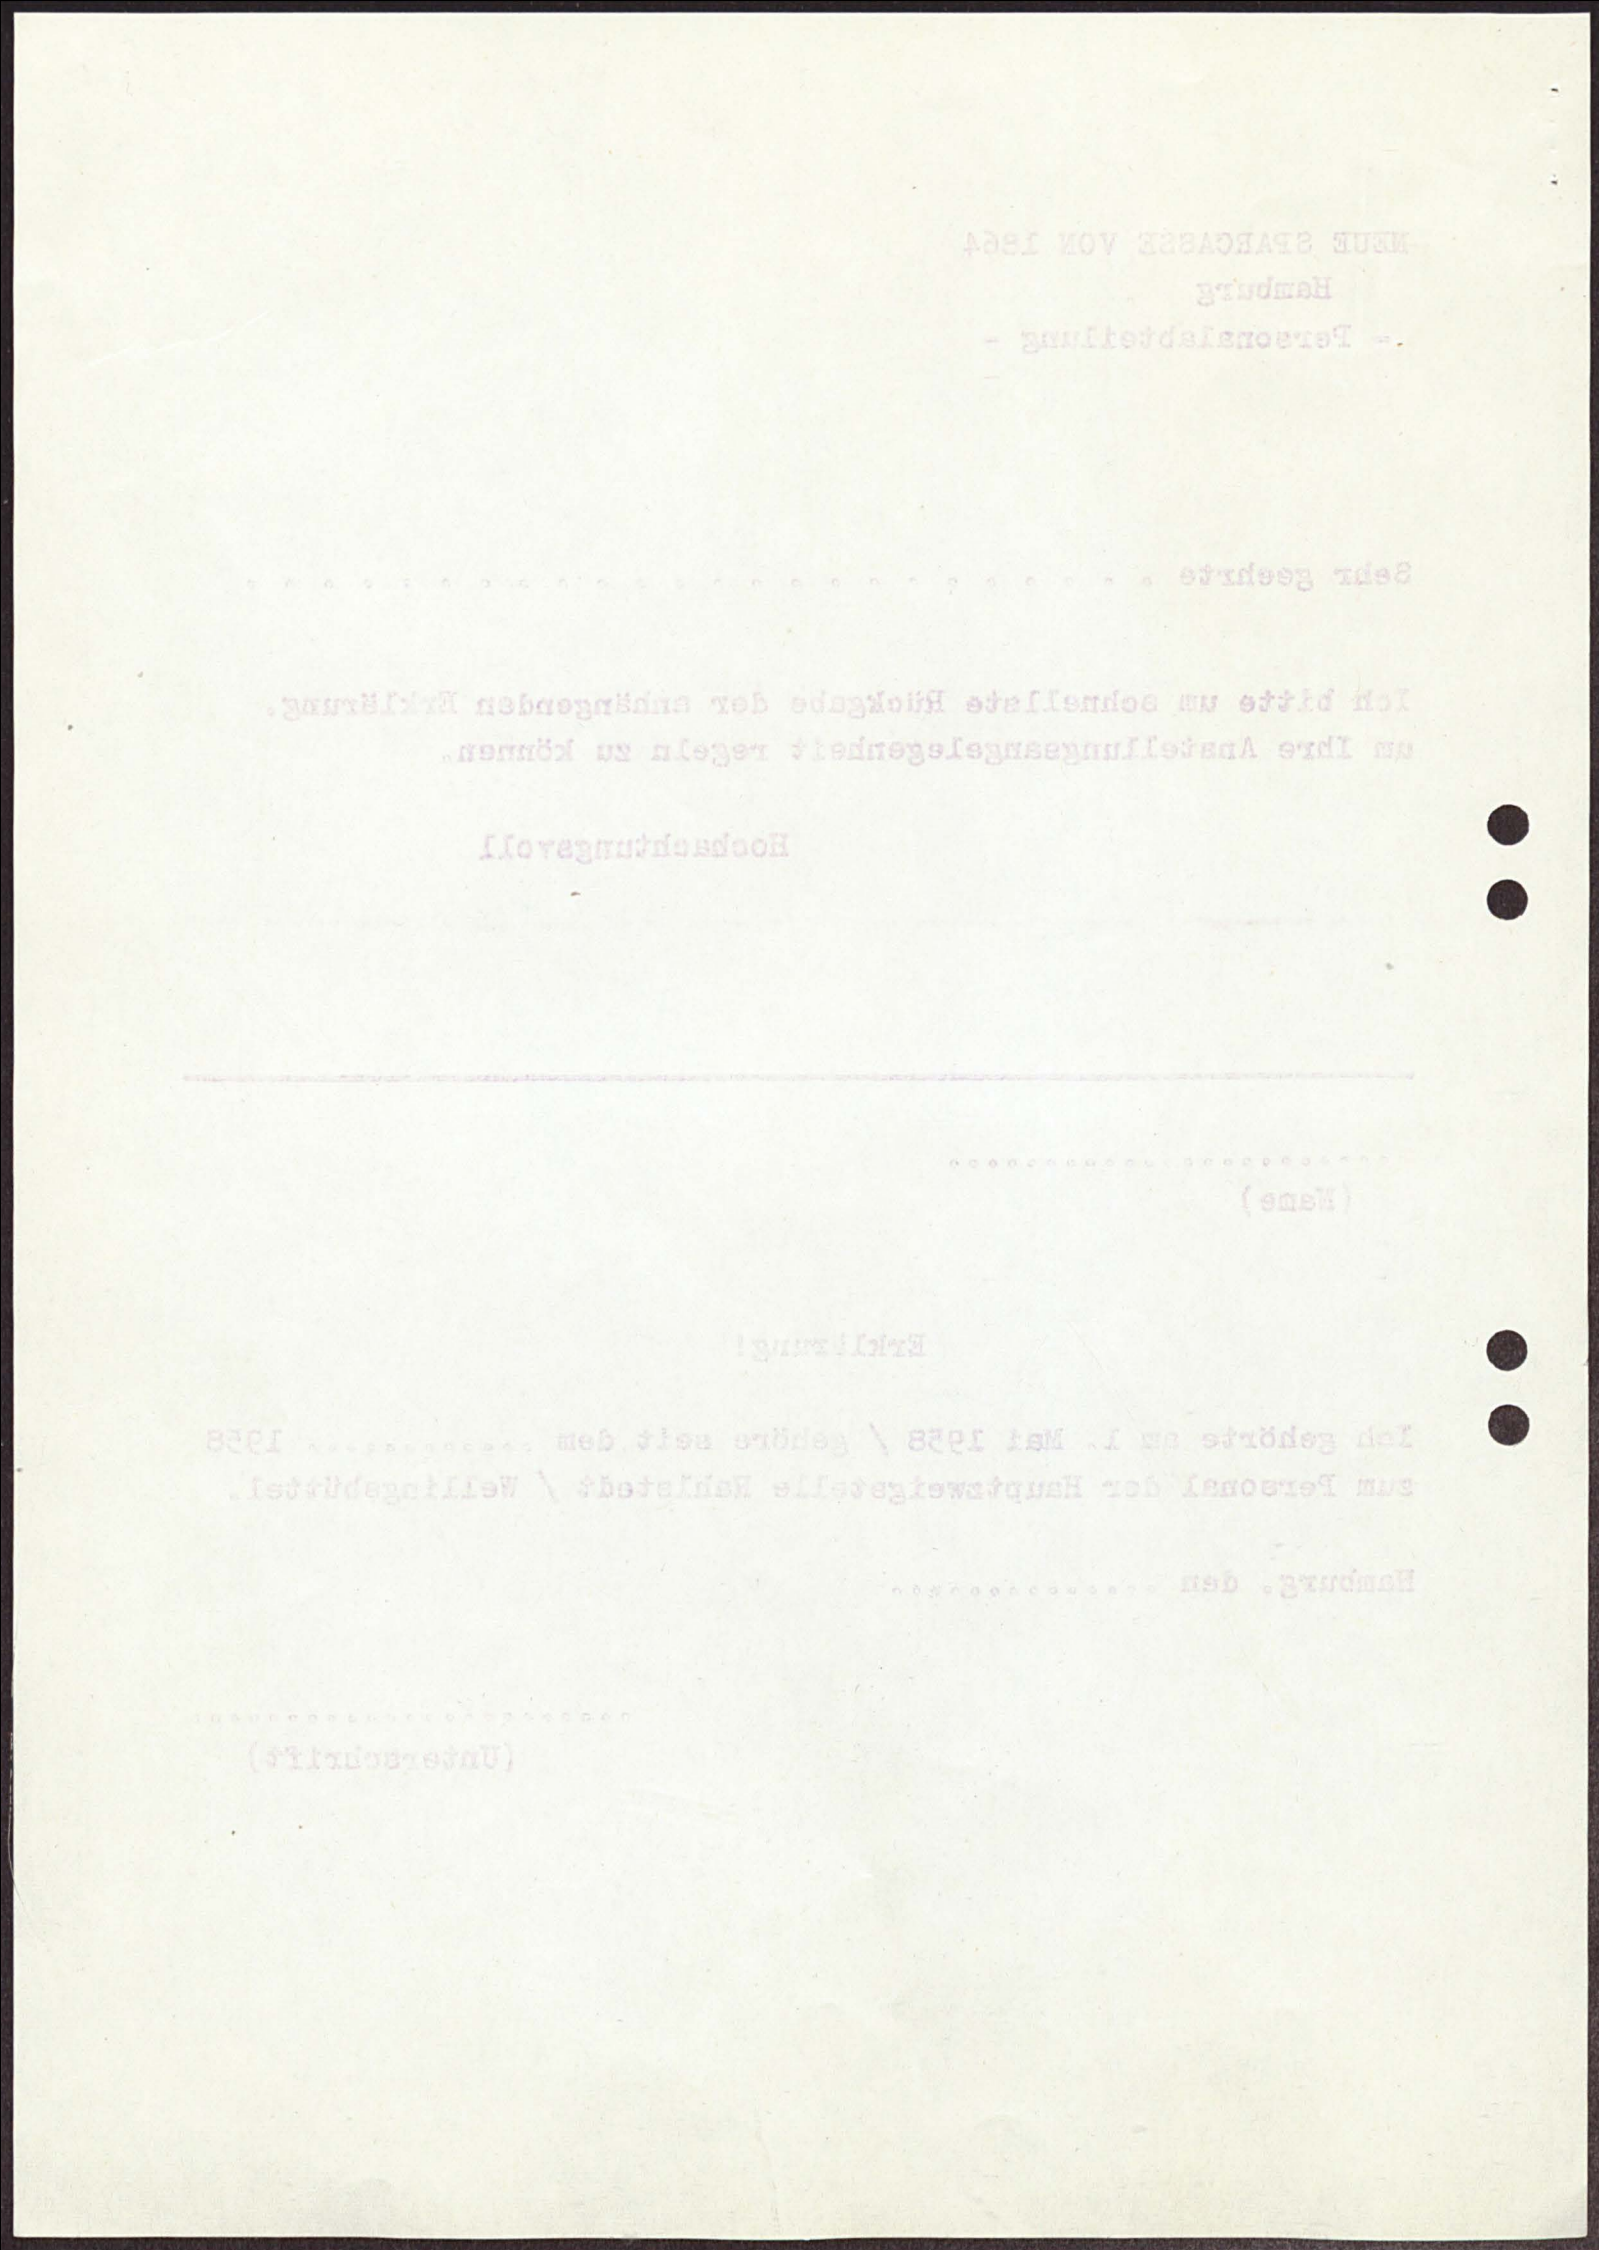 NEUE SPARCASSE VON 1864
Hamburg
- Personalabteilung -
Sehr geehrte . . . . . . . . . . . . . . . . . . . . . . . .
Ich bitte um schnellste Rückgabe der anhängenden Erklärung,
um Ihre Anstellungsangelegenheit regeln zu können.
Hochachtungsvoll
........................
(Name)
Erklärung!
Ich gehörte am 1. Mai 1958 / gehöre seit dem ............ 1958
zum Personal der Hauptzweigstelle Rahlstedt / Wellingsbüttel.
Hamburg, den ..............
.......................
(Unterschrift)